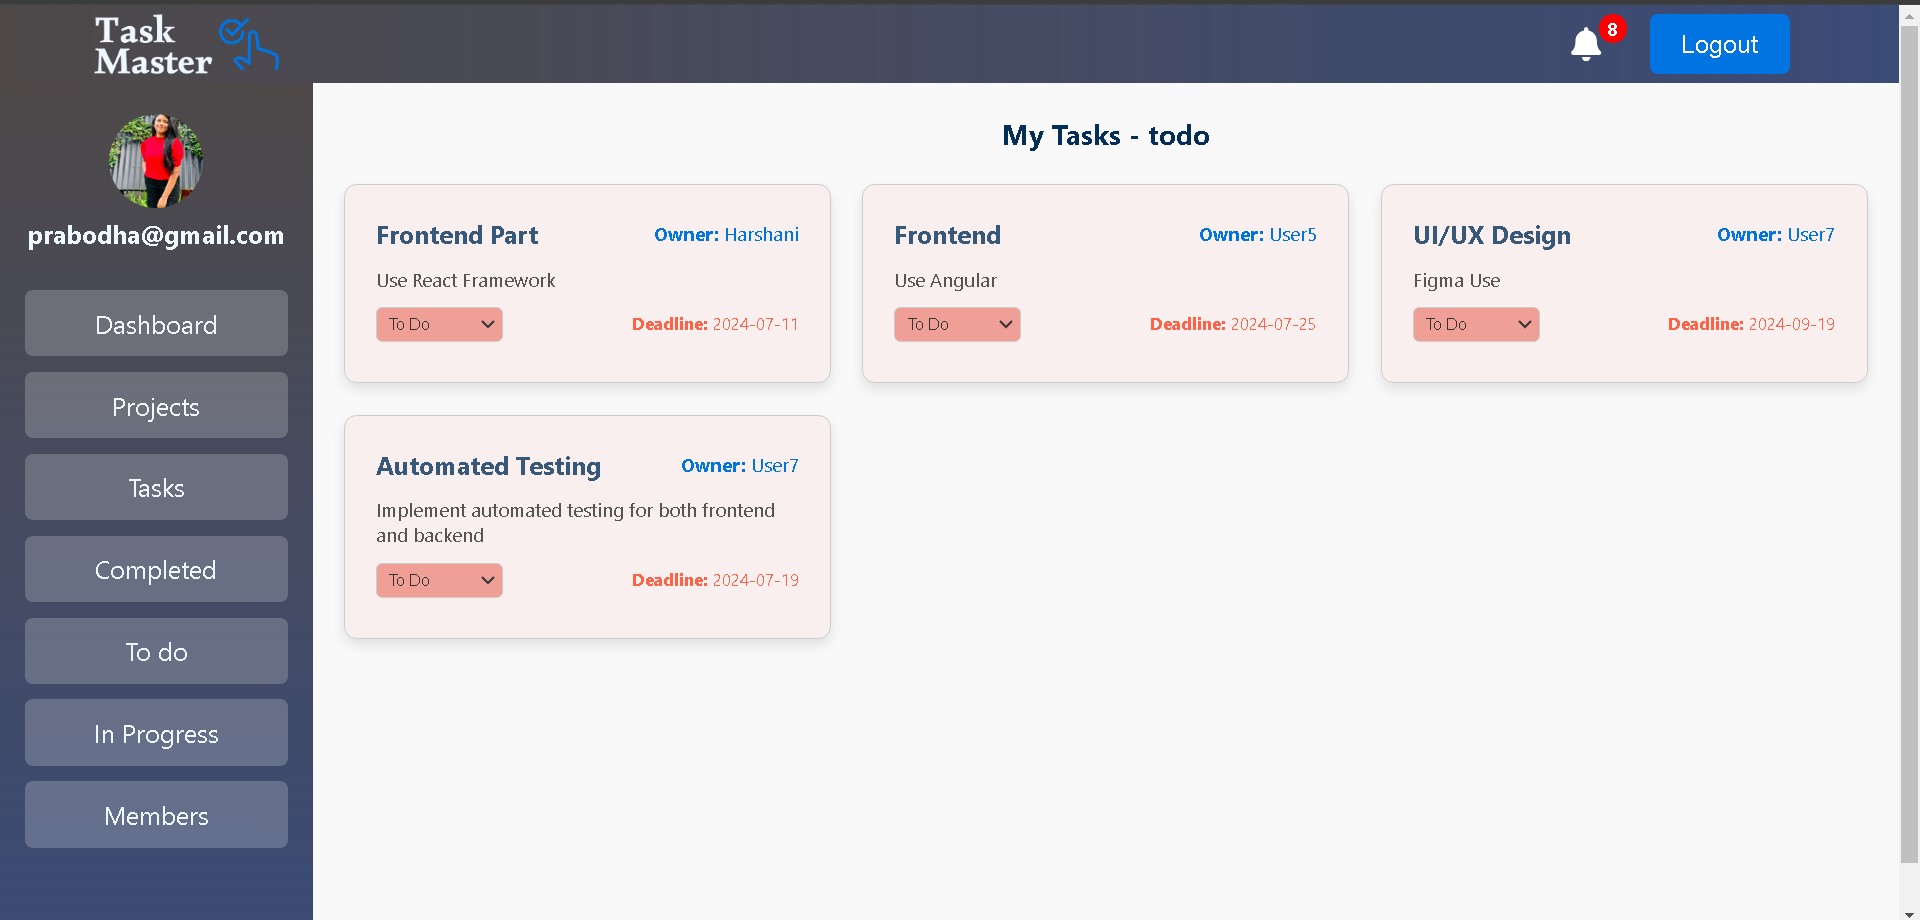 Task
Master
8
Logout
prabodha@gmail.com
Dashboard
Projects
Tasks
Completed
To do
In Progress
Members
My Tasks - todo
Frontend Part
Owner: Harshani
Use React Framework
To Do
Deadline: 2024-07-11
Frontend
Owner: User5
Use Angular
To Do
Deadline: 2024-07-25
UI/UX Design
Owner: User7
Figma Use
To Do
Deadline: 2024-09-19
Automated Testing
Owner: User7
Implement automated testing for both frontend
and backend
To Do
Deadline: 2024-07-19